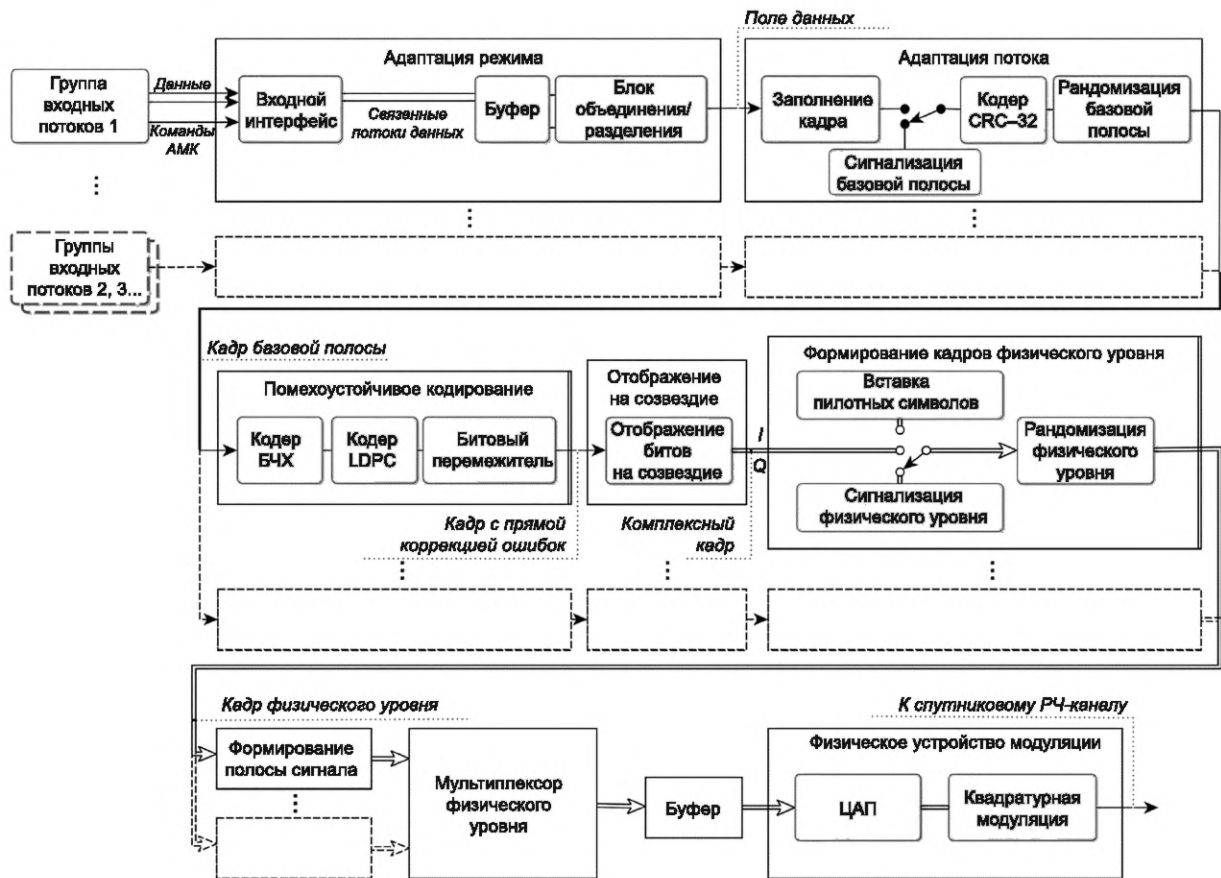 Поле данных
Адаптация режима
Адаптация потока
Группа
входных
потоков 1
Данные
Команды
АМК
Входной
интерфейс
Связанные
потоки данных
Буфер
Блок
объединения/
разделения
Заполнение
кадра
Кодер
CRC–32
Рандомизация
базовой
полосы
Сигнализация
базовой полосы
Группы
входных
потоков 2, 3...
Кадр базовой полосы
Помехоустойчивое кодирование
Кодер
БЧХ
Кодер
LDPC
Битовый
перемежитель
Отображение
на созвездие
Отображение
битов
на созвездие
I
Q
Формирование кадров физического уровня
Вставка
пилотных символов
Рандомизация
физического
уровня
Сигнализация
физического уровня
Кадр с прямой
коррекцией ошибок
Комплексный
кадр
Кадр физического уровня
К спутниковому РЧ–каналу
Формирование
полосы сигнала
Мультиплексор
физического
уровня
Буфер
Физическое устройство модуляции
ЦАП
Квадратурная
модуляция